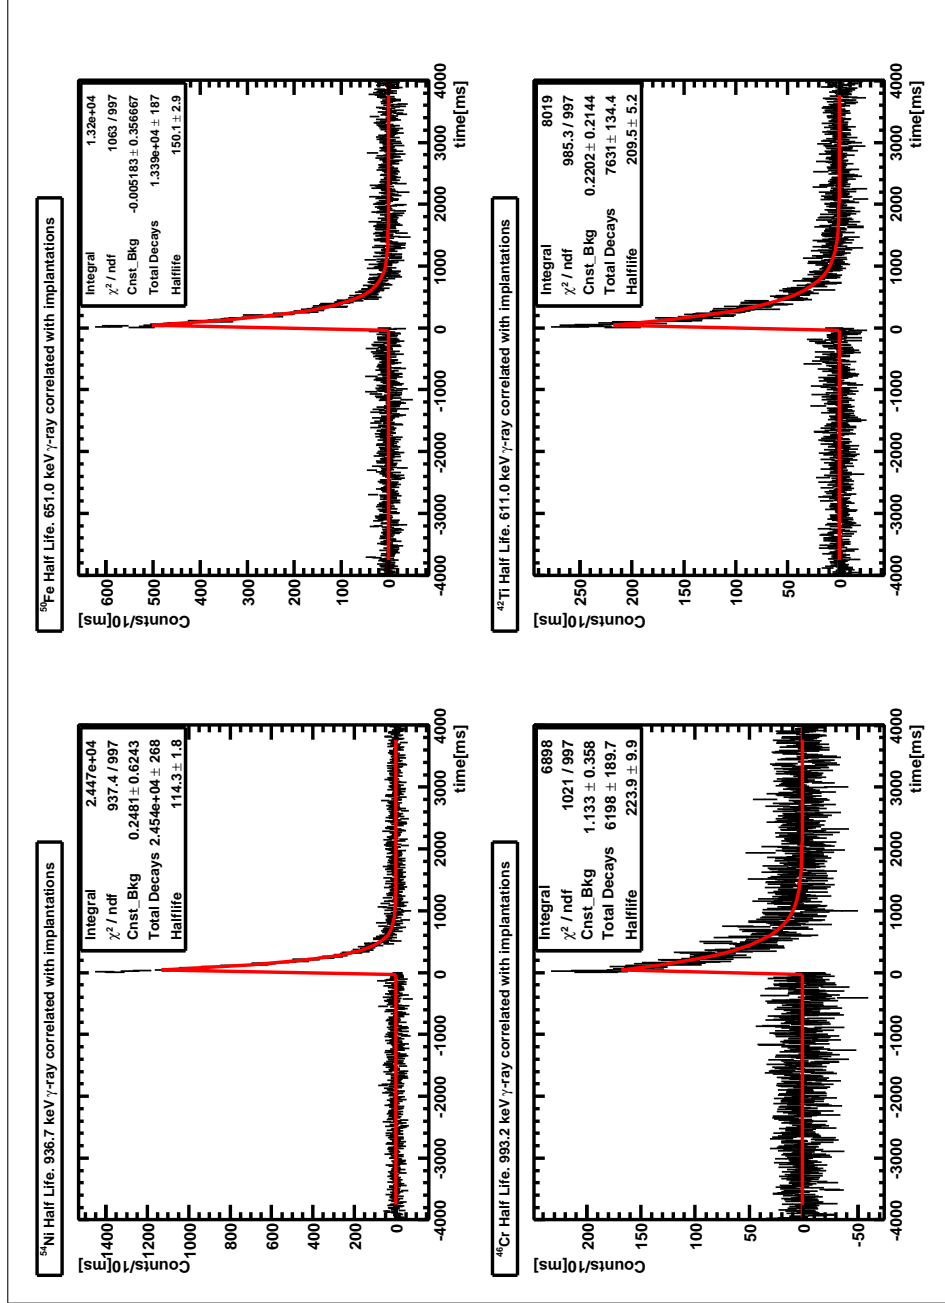 ⁵⁴Ni Half Life. 936.7 keV γ-ray correlated with implantations
Integral 2.447e+04
χ² / ndf 937.4 / 997
Cnst_Bkg 0.2481 ± 0.6243
Total Decays 2.454e+04 ± 268
Halflife 114.3 ± 1.8
Counts/10[ms]
1400
1200
1000
800
600
400
200
0
-4000 -3000 -2000 -1000 0 1000 2000 3000 4000
time[ms]
⁵⁰Fe Half Life. 651.0 keV γ-ray correlated with implantations
Integral 1.32e+04
χ² / ndf 1063 / 997
Cnst_Bkg -0.005183 ± 0.356667
Total Decays 1.339e+04 ± 187
Halflife 150.1 ± 2.9
Counts/10[ms]
600
500
400
300
200
100
0
-4000 -3000 -2000 -1000 0 1000 2000 3000 4000
time[ms]
⁴⁶Cr Half Life. 993.2 keV γ-ray correlated with implantations
Integral 6898
χ² / ndf 1021 / 997
Cnst_Bkg 1.133 ± 0.358
Total Decays 6198 ± 189.7
Halflife 223.9 ± 9.9
Counts/10[ms]
200
150
100
50
0
-50
-4000 -3000 -2000 -1000 0 1000 2000 3000 4000
time[ms]
⁴²Ti Half Life. 611.0 keV γ-ray correlated with implantations
Integral 8019
χ² / ndf 985.3 / 997
Cnst_Bkg 0.2202 ± 0.2144
Total Decays 7631 ± 134.4
Halflife 209.5 ± 5.2
Counts/10[ms]
250
200
150
100
50
0
-4000 -3000 -2000 -1000 0 1000 2000 3000 4000
time[ms]